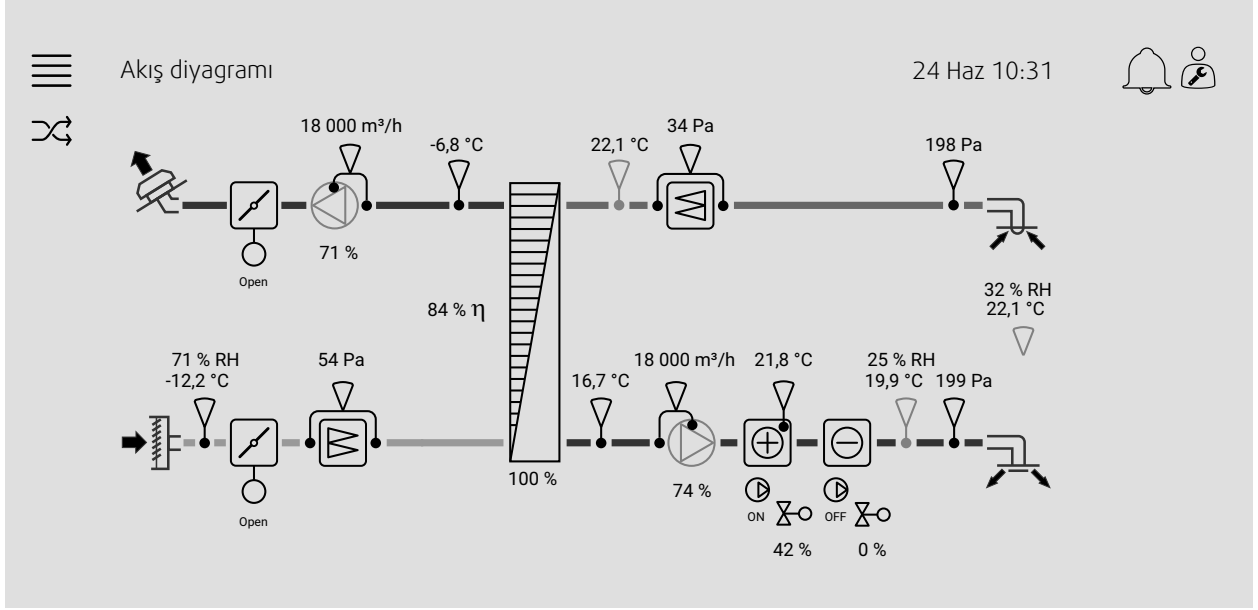 Akış diyagramı
24 Haz 10:31
18 000 m³/h
-6,8 °C
22,1 °C
34 Pa
198 Pa
71 %
Open
84 % η
32 % RH
22,1 °C
71 % RH
-12,2 °C
54 Pa
16,7 °C
18 000 m³/h
21,8 °C
25 % RH
19,9 °C
199 Pa
100 %
74 %
Open
ON
OFF
42 %
0 %